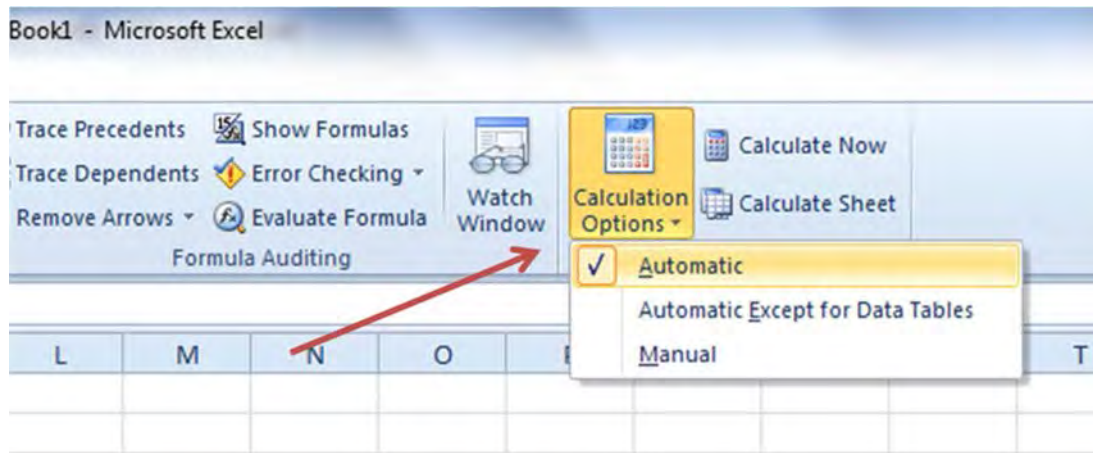 Book1 - Microsoft Excel
Trace Precedents Show Formulas
Trace Dependents Error Checking
Remove Arrows Evaluate Formula
Watch
Window
Calculation
Options
Calculate Now
Calculate Sheet
Formula Auditing
Automatic
Automatic Except for Data Tables
Manual
L M N O T